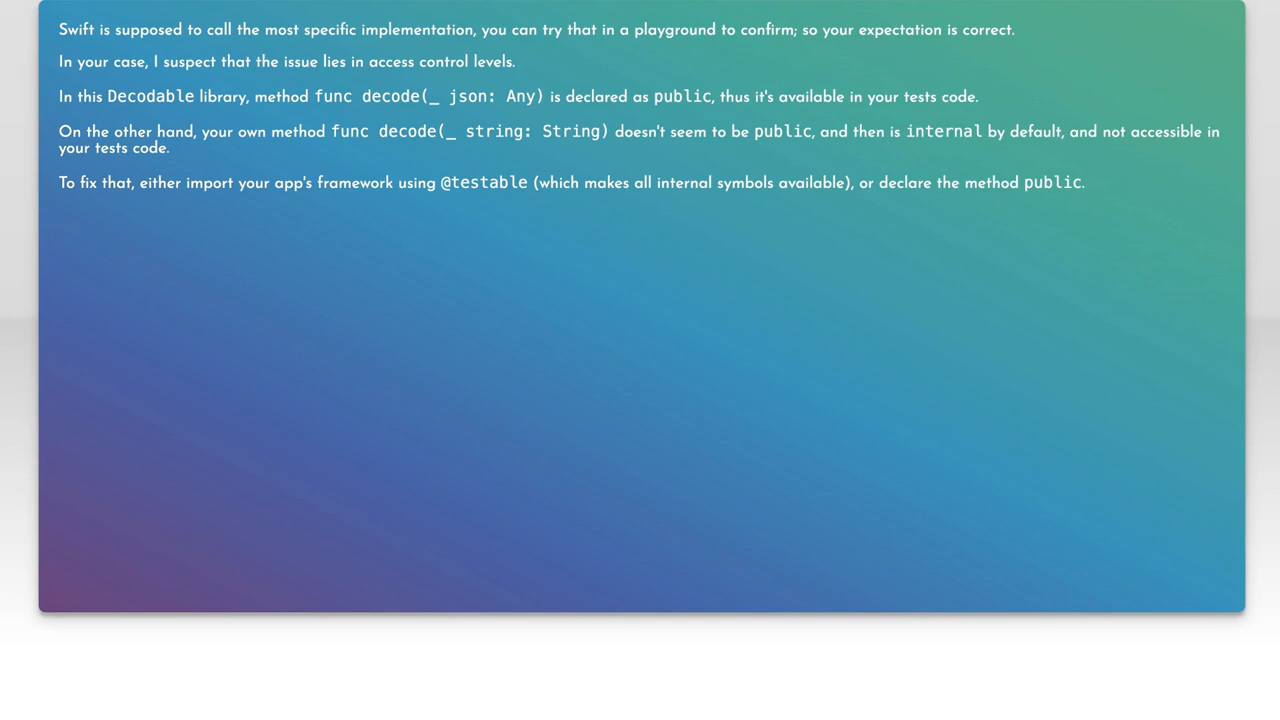 Swift is supposed to call the most specific implementation, you can try that in a playground to confirm; so your expectation is correct.
In your case, I suspect that the issue lies in access control levels.
In this Decodable library, method func decode(_ json: Any) is declared as public, thus it's available in your tests code.
On the other hand, your own method func decode(_ string: String) doesn't seem to be public, and then is internal by default, and not accessible in
your tests code.
To fix that, either import your app's framework using @testable (which makes all internal symbols available), or declare the method public.